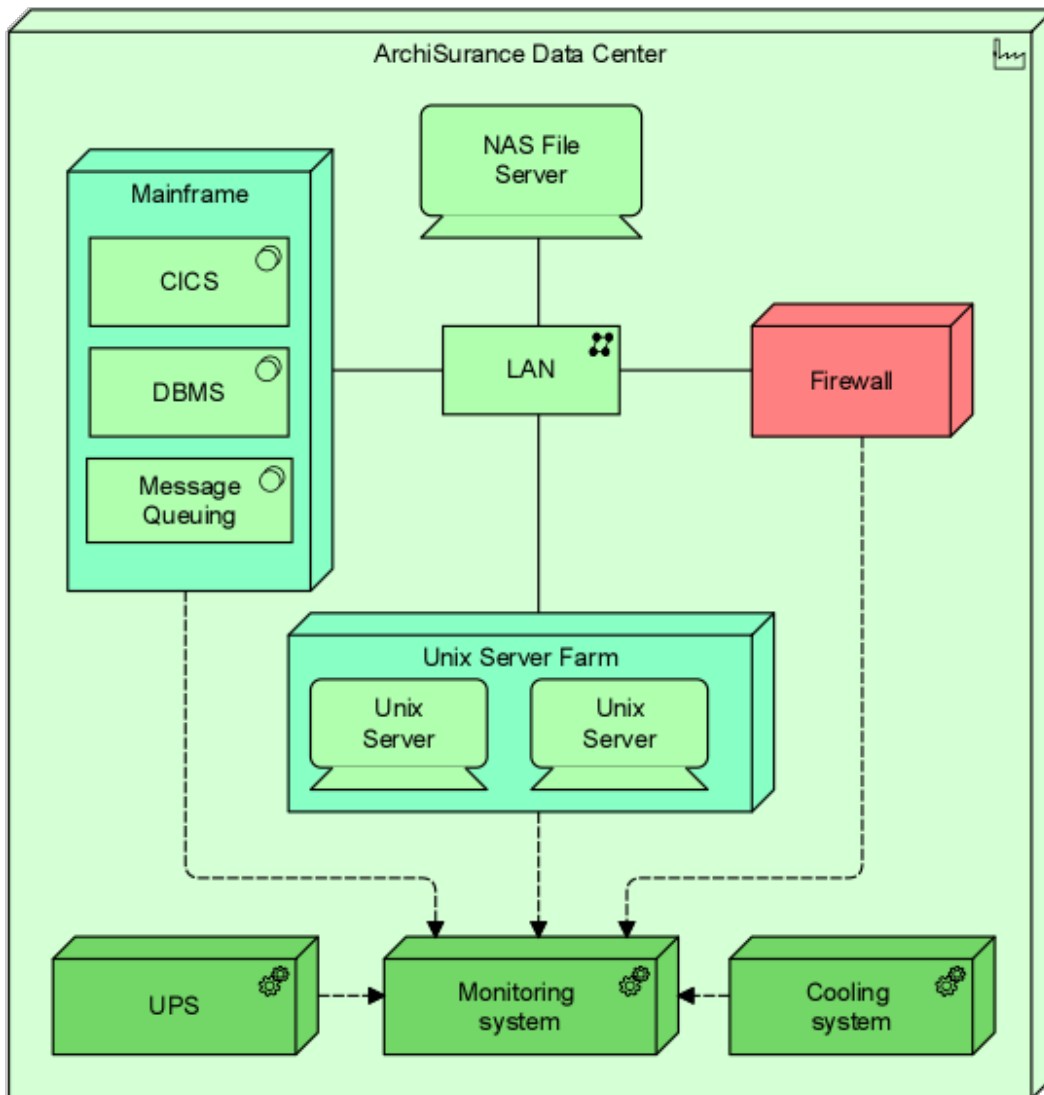 ArchiSurance Data Center
NAS File
Server
Mainframe
CICS
DBMS
Message
Queuing
LAN
Firewall
Unix Server Farm
Unix
Server
Unix
Server
UPS
Monitoring
system
Cooling
system